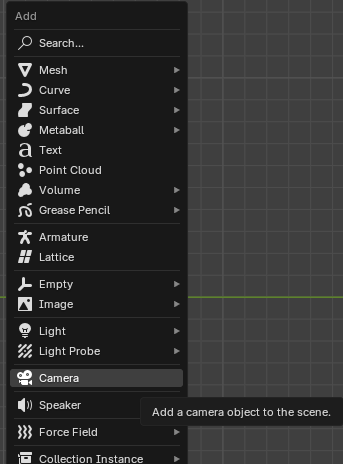 Add
Search...
Mesh
Curve
Surface
Metaball
Text
Point Cloud
Volume
Grease Pencil
Armature
Lattice
Empty
Image
Light
Light Probe
Camera
Speaker
Add a camera object to the scene.
Force Field
Collection Instance